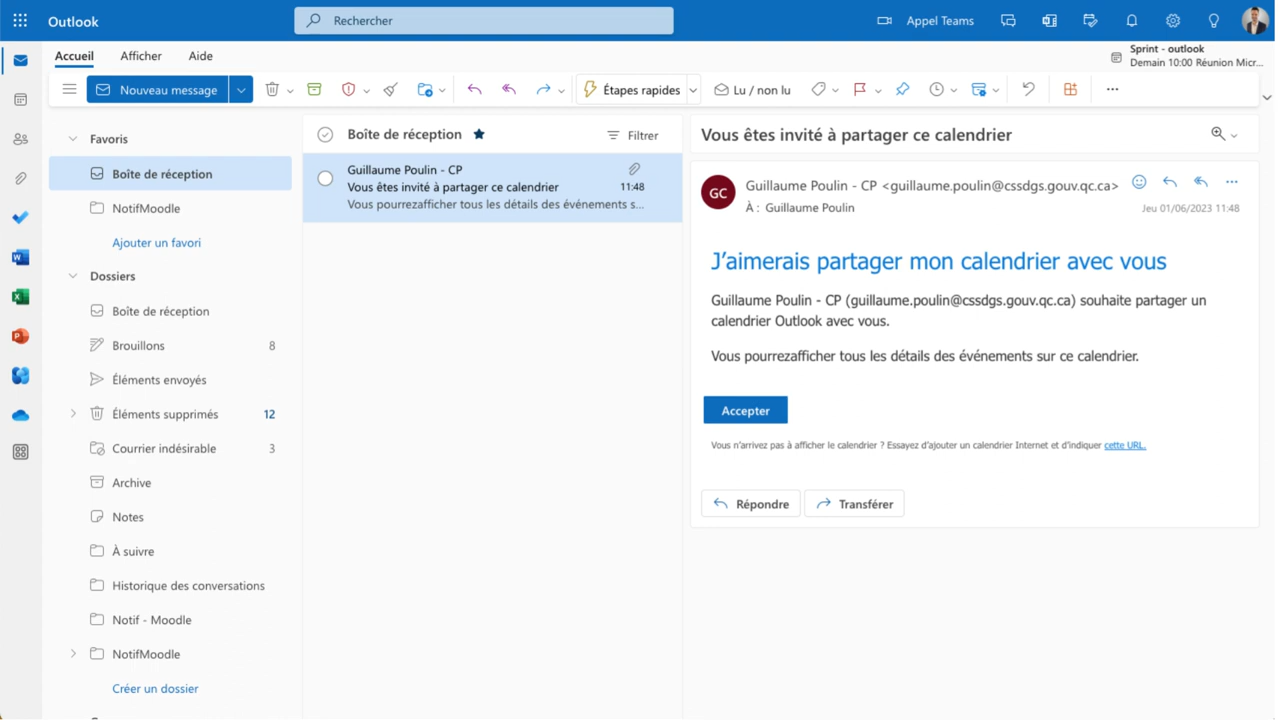 Outlook
Rechercher
Appel Teams
Accueil
Afficher
Aide
Sprint - outlook
Demain 10:00 Réunion Micr...
Nouveau message
Étapes rapides
Lu / non lu
Favoris
Boîte de réception
NotifMoodle
Ajouter un favori
Dossiers
Boîte de réception
Brouillons 8
Éléments envoyés
Éléments supprimés 12
Courrier indésirable 3
Archive
Notes
À suivre
Historique des conversations
Notif - Moodle
NotifMoodle
Créer un dossier
Boîte de réception
Filtrer
Guillaume Poulin - CP
Vous êtes invité à partager ce calendrier 11:48
Vous pourrezafficher tous les détails des événements s...
Vous êtes invité à partager ce calendrier
GC
Guillaume Poulin - CP <guillaume.poulin@cssdgs.gouv.qc.ca>
À : Guillaume Poulin
Jeu 01/06/2023 11:48
J’aimerais partager mon calendrier avec vous
Guillaume Poulin - CP (guillaume.poulin@cssdgs.gouv.qc.ca) souhaite partager un
calendrier Outlook avec vous.
Vous pourrezafficher tous les détails des événements sur ce calendrier.
Accepter
Vous n’arrivez pas à afficher le calendrier ? Essayez d’ajouter un calendrier Internet et d’indiquer cette URL.
Répondre
Transférer